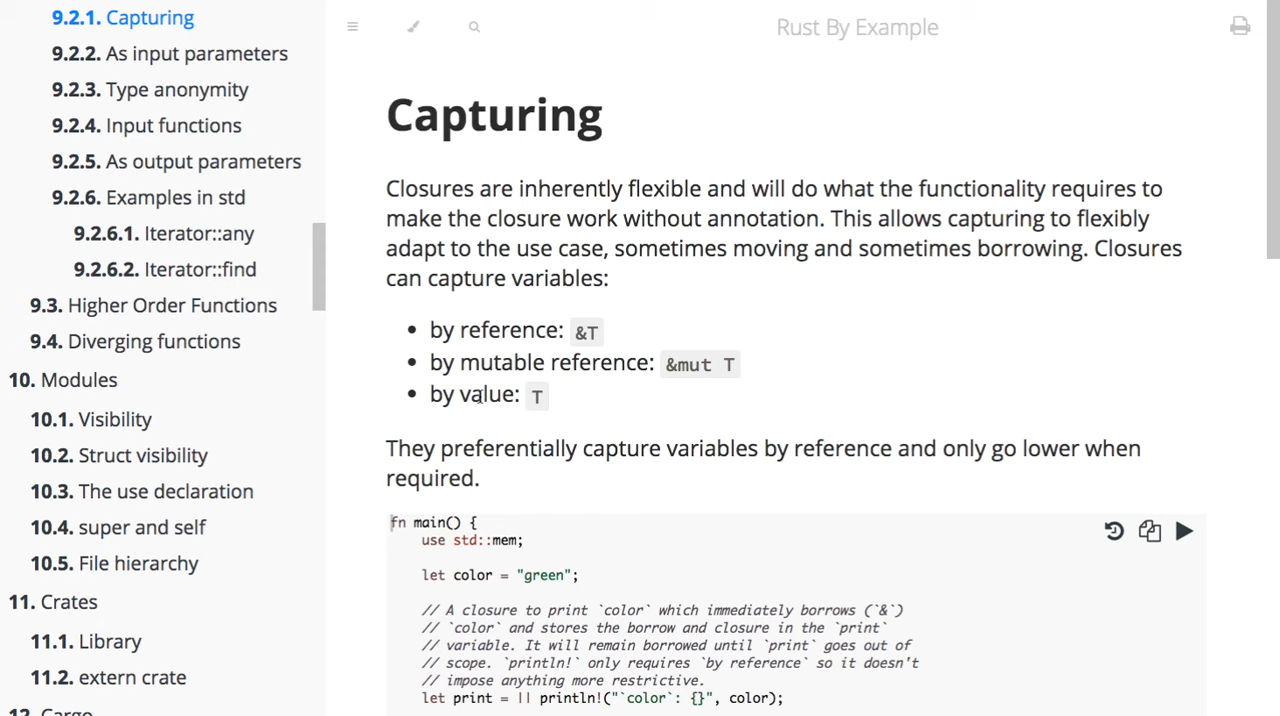 9.2.1. Capturing
9.2.2. As input parameters
9.2.3. Type anonymity
9.2.4. Input functions
9.2.5. As output parameters
9.2.6. Examples in std
9.2.6.1. Iterator::any
9.2.6.2. Iterator::find
9.3. Higher Order Functions
9.4. Diverging functions
10. Modules
10.1. Visibility
10.2. Struct visibility
10.3. The use declaration
10.4. super and self
10.5. File hierarchy
11. Crates
11.1. Library
11.2. extern crate
12. Cargo
Rust By Example
Capturing
Closures are inherently flexible and will do what the functionality requires to
make the closure work without annotation. This allows capturing to flexibly
adapt to the use case, sometimes moving and sometimes borrowing. Closures
can capture variables:
• by reference: &T
• by mutable reference: &mut T
• by value: T
They preferentially capture variables by reference and only go lower when
required.
fn main() {
use std::mem;
let color = "green";
// A closure to print `color` which immediately borrows (`&`)
// `color` and stores the borrow and closure in the `print`
// variable. It will remain borrowed until `print` goes out of
// scope. `println!` only requires `by reference` so it doesn't
// impose anything more restrictive.
let print = || println!("`color`: {}", color);